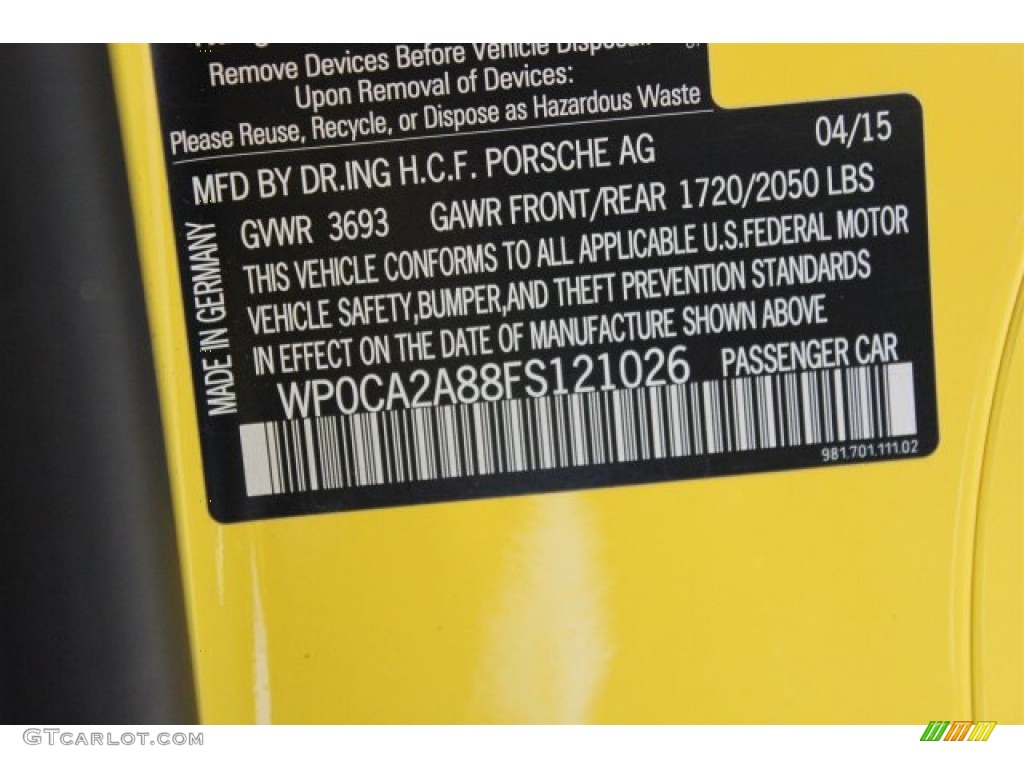 Remove Devices Before Vehicle Disposal.
Upon Removal of Devices:
Please Reuse, Recycle, or Dispose as Hazardous Waste
MFD BY DR.ING H.C.F. PORSCHE AG 04/15
GVWR 3693 GAWR FRONT/REAR 1720/2050 LBS
THIS VEHICLE CONFORMS TO ALL APPLICABLE U.S.FEDERAL MOTOR
VEHICLE SAFETY,BUMPER,AND THEFT PREVENTION STANDARDS
IN EFFECT ON THE DATE OF MANUFACTURE SHOWN ABOVE
WP0CA2A88FS121026 PASSENGER CAR
981.701.111.02
MADE IN GERMANY
GTCARLOT.COM